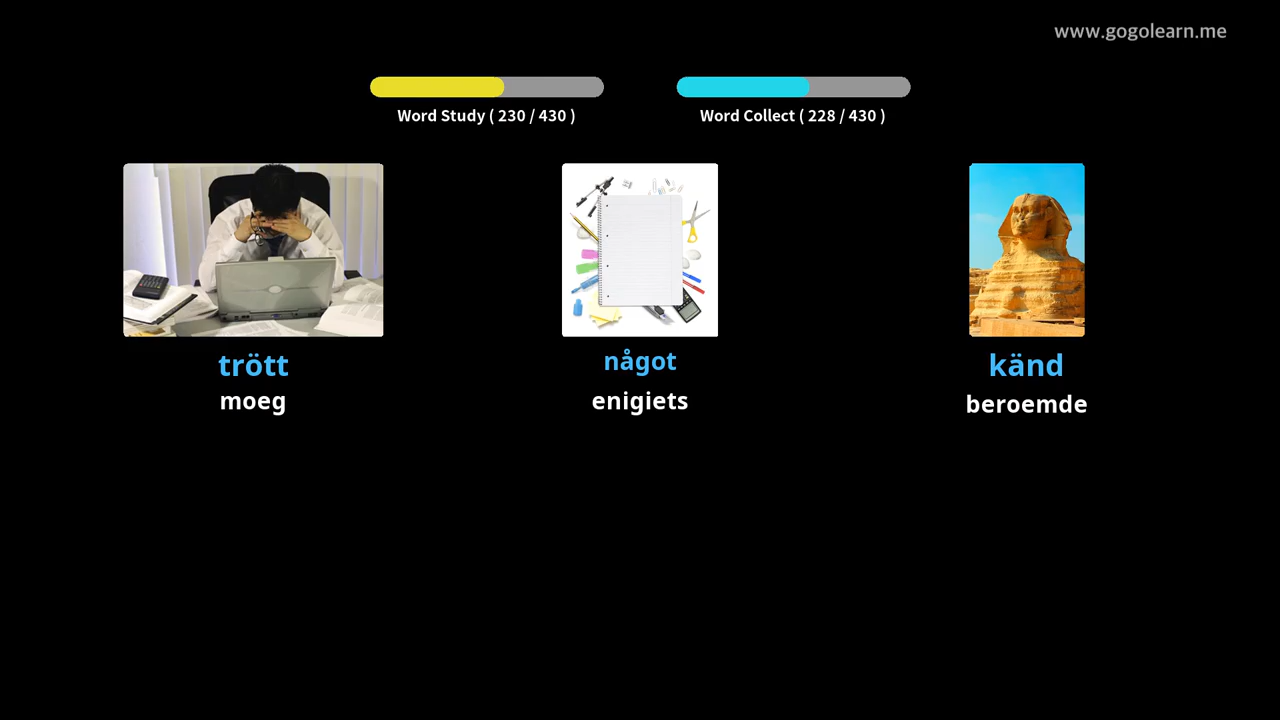 www.gogolearn.me
Word Study ( 230 / 430 )
Word Collect ( 228 / 430 )
trött
något
känd
moeg
enigiets
beroemde